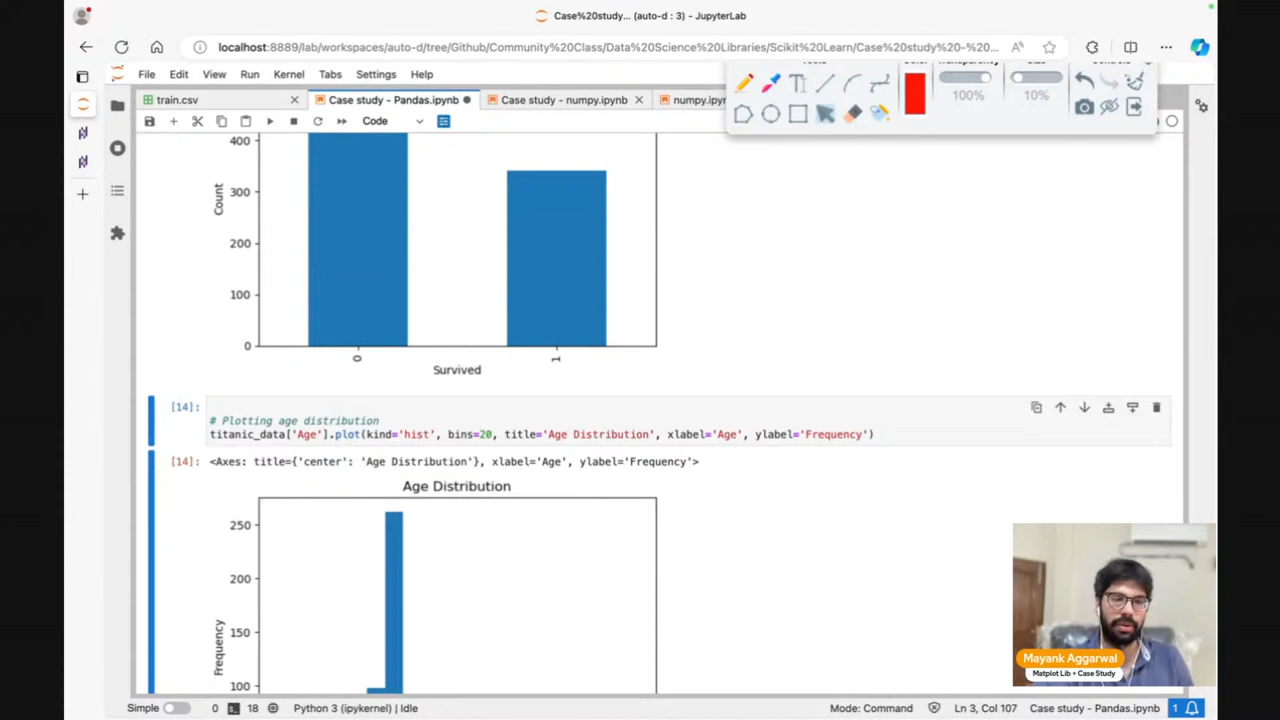 Case%20study... (auto-d : 3) - JupyterLab
localhost:8889/lab/workspaces/auto-d/tree/Github/Community%20Class/Data%20Science%20Libraries/Scikit%20Learn/Case%20study%20-%20...
File Edit View Run Kernel Tabs Settings Help
100% 10%
train.csv Case study - Pandas.ipynb Case study - numpy.ipynb
Code
400
300
200
100
0
Count
0 1
Survived
[14]: # Plotting age distribution
titanic_data['Age'].plot(kind='hist', bins=20, title='Age Distribution', xlabel='Age', ylabel='Frequency')
[14]: <Axes: title={'center': 'Age Distribution'}, xlabel='Age', ylabel='Frequency'>
Age Distribution
250
200
150
100
Frequency
Mayank Aggarwal
Matplot Lib + Case Study
Simple 0 18 Python 3 (ipykernel) | Idle Mode: Command Ln 3, Col 107 Case study - Pandas.ipynb 1